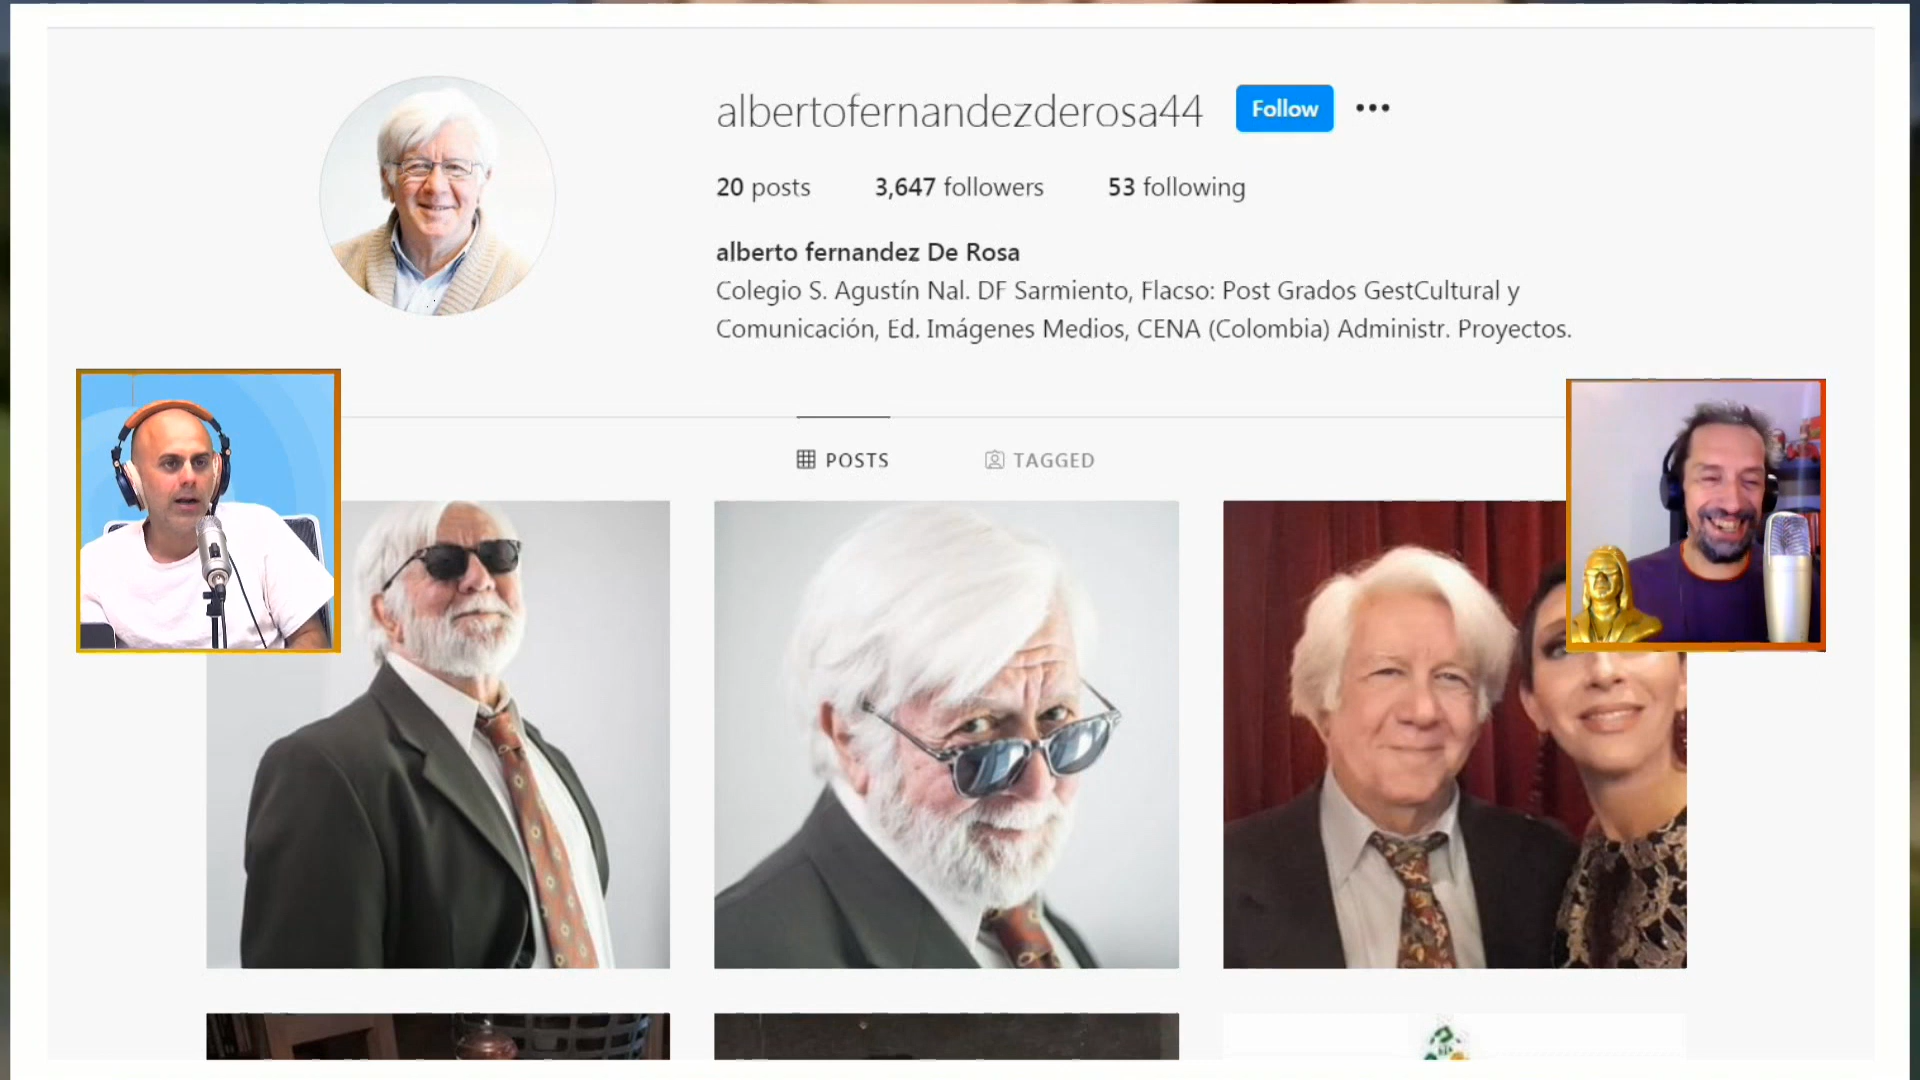 albertofernandezderosa44 Follow
20 posts 3,647 followers 53 following
alberto fernandez De Rosa
Colegio S. Agustín Nal. DF Sarmiento, Flacso: Post Grados GestCultural y
Comunicación, Ed. Imágenes Medios, CENA (Colombia) Administr. Proyectos.
POSTS TAGGED